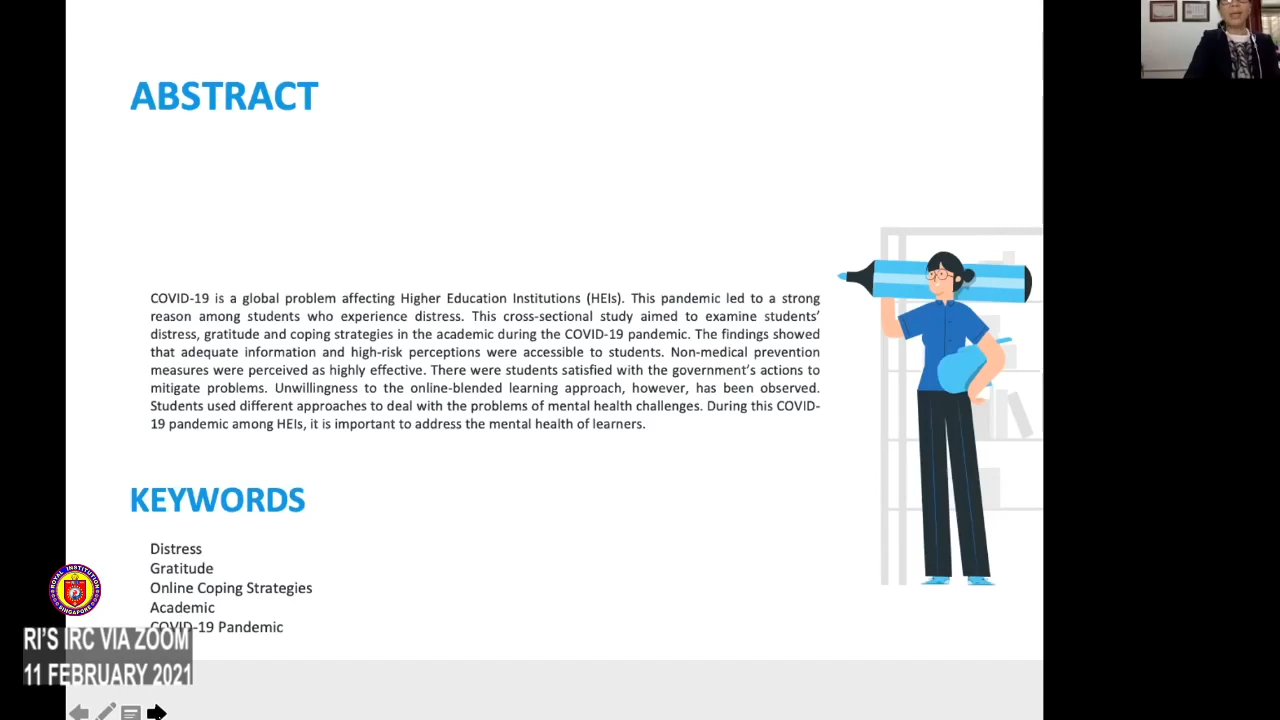 ABSTRACT
COVID-19 is a global problem affecting Higher Education Institutions (HEIs). This pandemic led to a strong
reason among students who experience distress. This cross-sectional study aimed to examine students’
distress, gratitude and coping strategies in the academic during the COVID-19 pandemic. The findings showed
that adequate information and high-risk perceptions were accessible to students. Non-medical prevention
measures were perceived as highly effective. There were students satisfied with the government’s actions to
mitigate problems. Unwillingness to the online-blended learning approach, however, has been observed.
Students used different approaches to deal with the problems of mental health challenges. During this COVID-
19 pandemic among HEIs, it is important to address the mental health of learners.
KEYWORDS
Distress
Gratitude
Online Coping Strategies
Academic
COVID-19 Pandemic
ROYAL INSTITUTION
SINGAPORE
RI'S IRC VIA ZOOM
11 FEBRUARY 2021